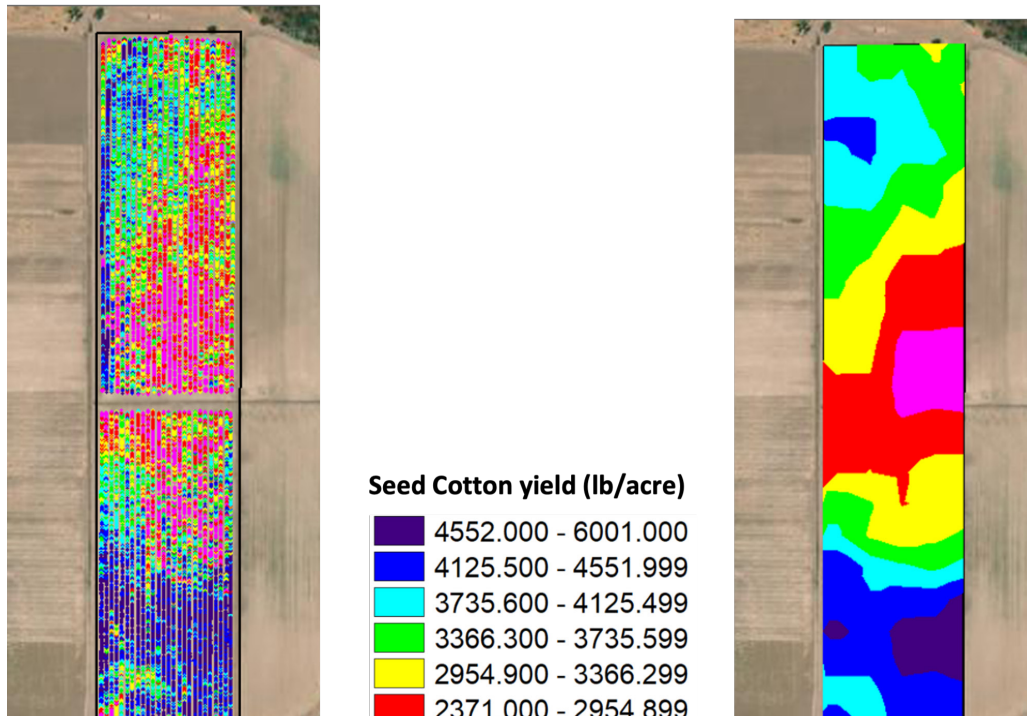 Seed Cotton yield (lb/acre)
4552.000 - 6001.000
4125.500 - 4551.999
3735.600 - 4125.499
3366.300 - 3735.599
2954.900 - 3366.299
2371.000 - 2954.899